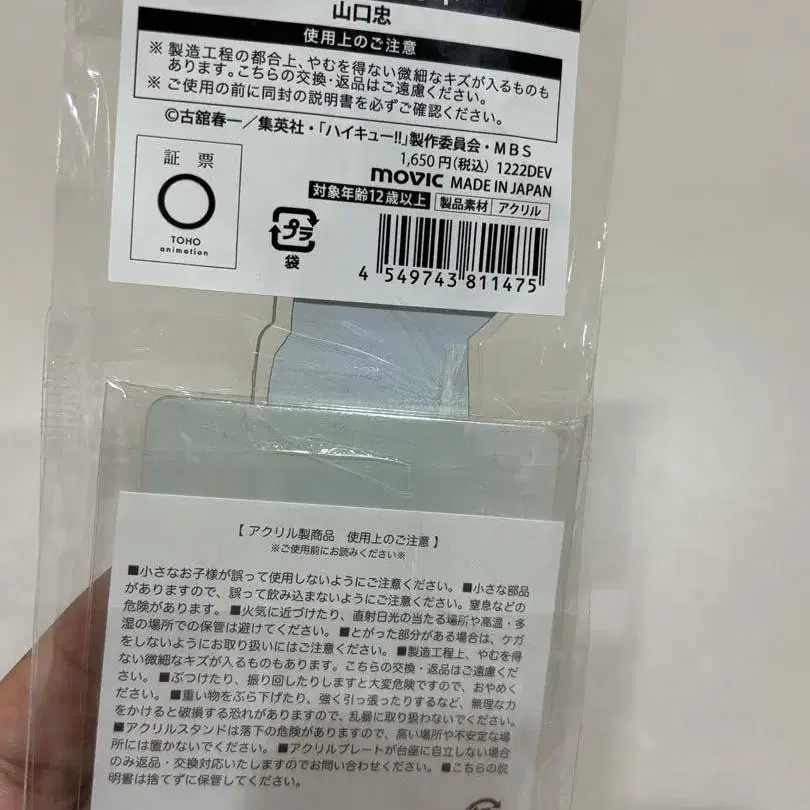 山口忠
使用上のご注意
※ 製造工程の都合上、やむを得ない微細なキズが入るものも
あります。こちらの交換・返品はご遠慮ください。
※ ご使用の前に同封の説明書を必ずご確認ください。
©古舘春一／集英社・「ハイキュー!!」製作委員会・MBS
1,650円(税込) 1222DEV
movic MADE IN JAPAN
対象年齢12歳以上 製品素材 アクリル
証 票
TOHO
animation
プラ
袋
4 549743 811475
【 アクリル製商品 使用上のご注意 】
※ご使用前にお読みください※
■小さなお子様が誤って使用しないようにご注意ください。 ■小さな部品
がありますので、誤って飲み込まないようにご注意ください。窒息などの
危険があります。 ■火気に近づけたり、直射日光の当たる場所や高温・多
湿の場所での保管は避けてください。 ■とがった部分がある場合は、ケガ
をしないようにお取り扱いにはご注意ください。 ■製造工程上、やむを得
ない微細なキズが入るものもあります。こちらの交換・返品はご遠慮くだ
さい。 ■ぶつけたり、振り回したりしますと大変危険ですので、おやめく
ださい。 ■重い物をぶら下げたり、強く引っ張ったりするなど、無理な力
をかけると破損する恐れがありますので、乱暴に取り扱わないでください。
■アクリルスタンドは落下の危険がありますので、高い場所や不安定な場
所には置かないでください。 ■アクリルプレートが台座に自立しない場合
のみ返品・交換対応いたしますのでお問い合わせください。 ■こちらの説
明書は捨てずに保管してください。